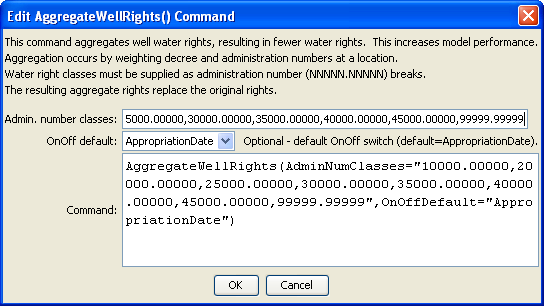 Edit AggregateWellRights() Command
This command aggregates well water rights, resulting in fewer water rights. This increases model performance.
Aggregation occurs by weighting decree and administration numbers at a location.
Water right classes must be supplied as administration number (NNNNN.NNNNN) breaks.
The resulting aggregate rights replace the original rights.
Admin. number classes: 5000.00000,30000.00000,35000.00000,40000.00000,45000.00000,99999.99999
OnOff default: AppropriationDate Optional - default OnOff switch (default=AppropriationDate).
AggregateWellRights(AdminNumClasses="10000.00000,20
000.00000,25000.00000,30000.00000,35000.00000,40000
.00000,45000.00000,99999.99999",OnOffDefault="Appro
Command: priationDate")
OK Cancel